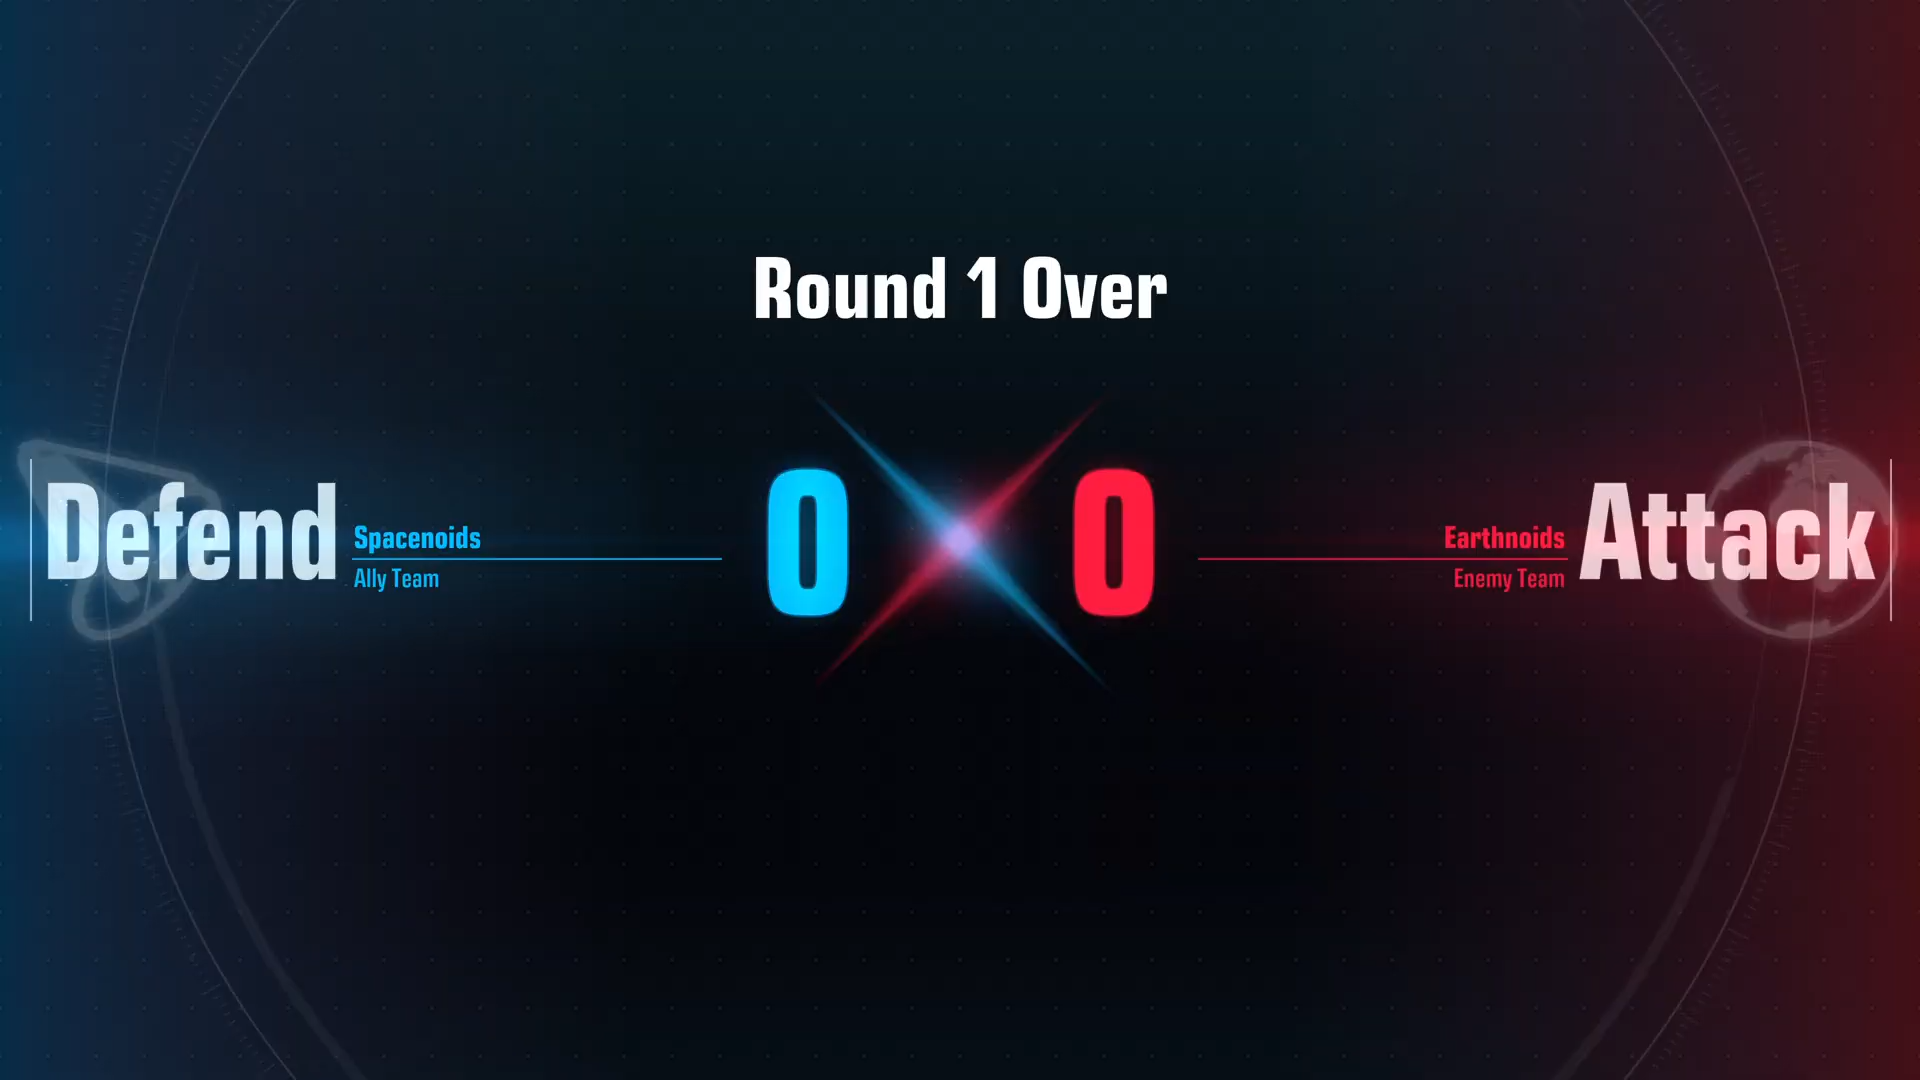 Round 1 Over
Defend
Spacenoids
Ally Team
0
0
Earthnoids
Enemy Team
Attack